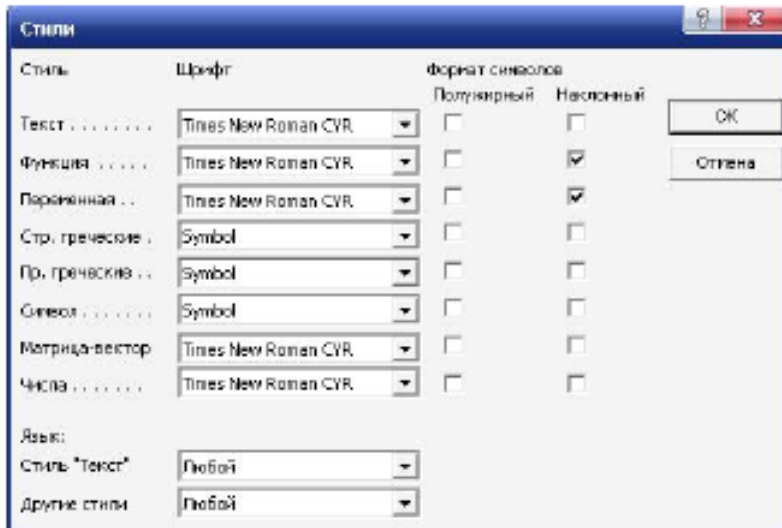 Стили
Стиль Шрифт Формат символов
Полужирный Наклонный
Текст . . . . . . . . Times New Roman CYR OK
Функция . . . . . Times New Roman CYR Отмена
Переменная . . Times New Roman CYR
Стр. греческие . Symbol
Пр. греческие . . Symbol
Символ . . . . . . . Symbol
Матрица-вектор Times New Roman CYR
Числа . . . . . . . Times New Roman CYR
Язык:
Стиль "Текст" Любой
Другие стили Любой